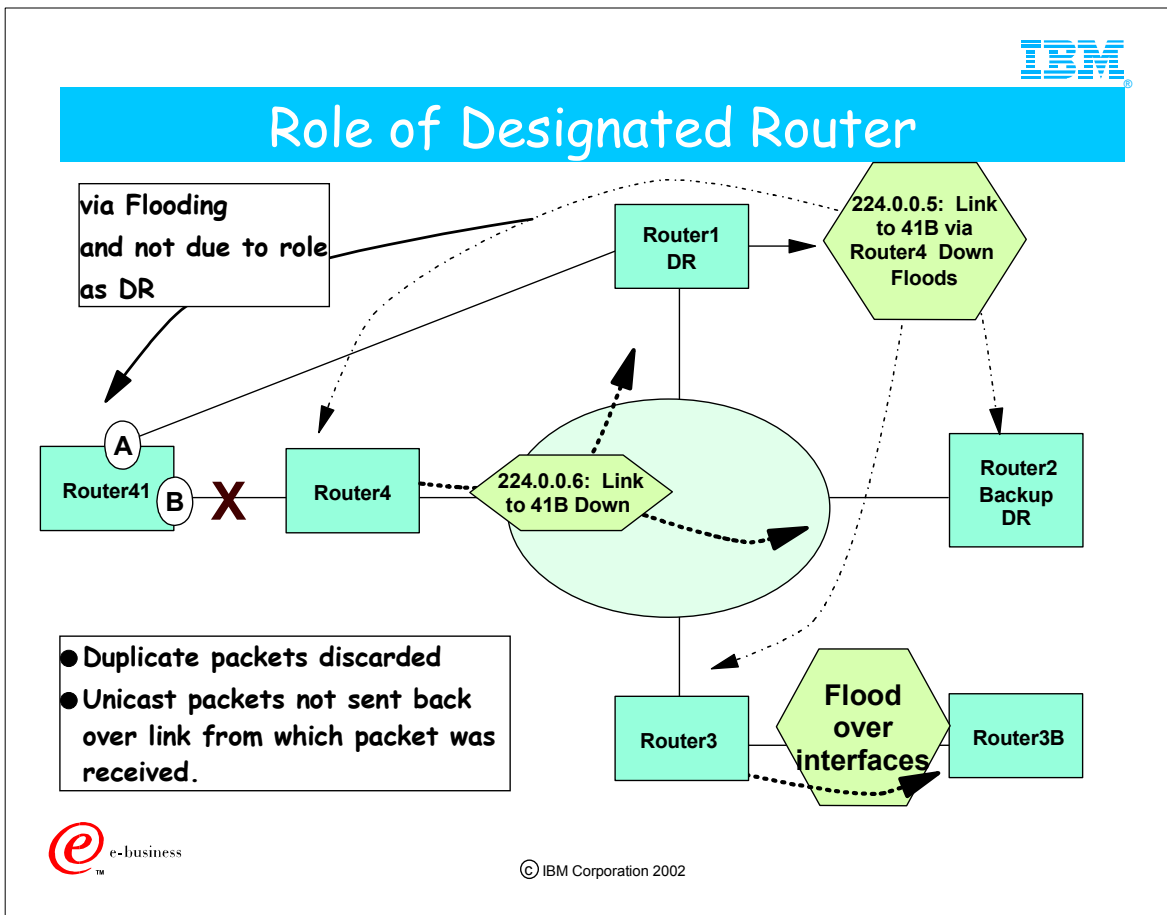 IBM®
Role of Designated Router
via Flooding
and not due to role
as DR
Router1
DR
224.0.0.5: Link
to 41B via
Router4 Down
Floods
A
B
Router41
X
Router4
224.0.0.6: Link
to 41B Down
Router2
Backup
DR
● Duplicate packets discarded
● Unicast packets not sent back
over link from which packet was
received.
Router3
Flood
over
interfaces
Router3B
e e-business
TM
© IBM Corporation 2002